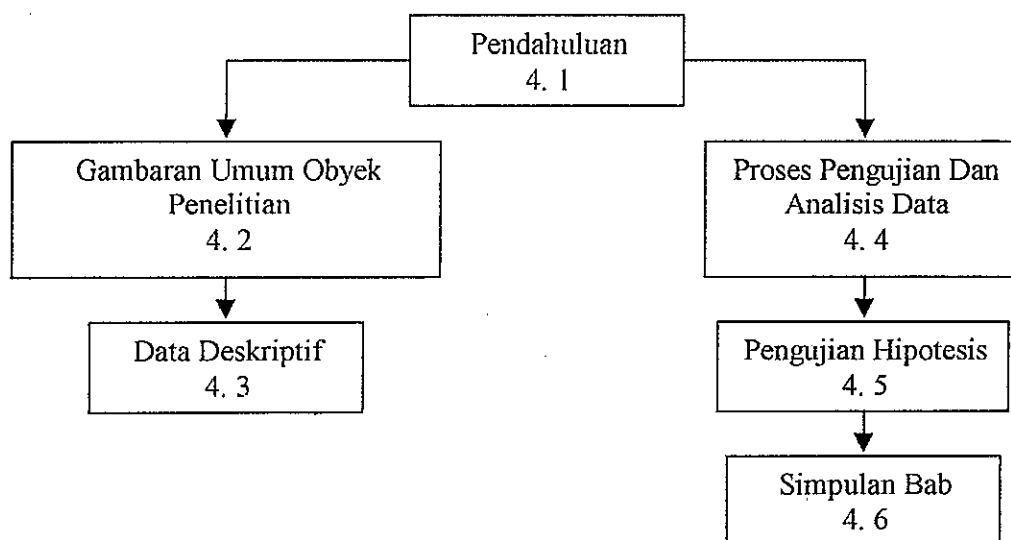 Pendahuluan
4. 1
Gambaran Umum Obyek
Penelitian
4. 2
Proses Pengujian Dan
Analisis Data
4. 4
Data Deskriptif
4. 3
Pengujian Hipotesis
4. 5
Simpulan Bab
4. 6